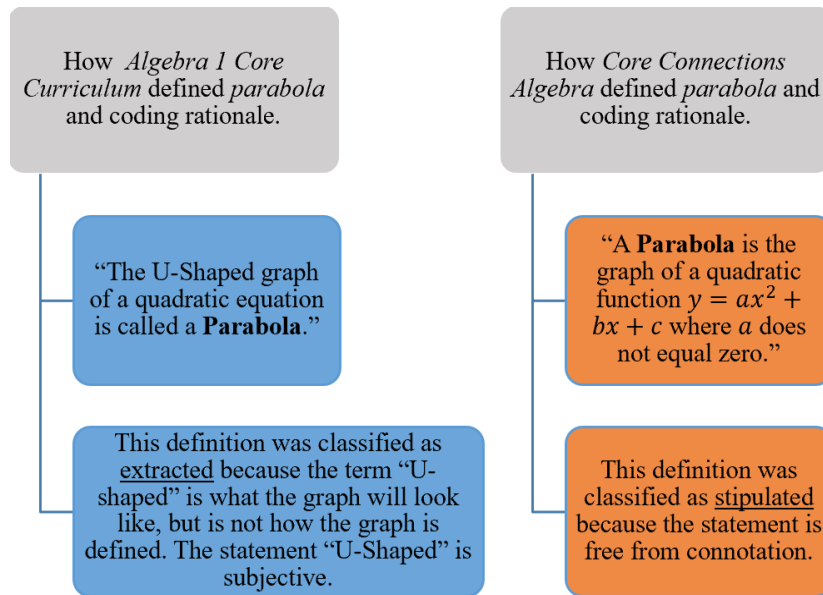 How Algebra 1 Core
Curriculum defined parabola
and coding rationale.
“The U-Shaped graph
of a quadratic equation
is called a Parabola.”
This definition was classified as
extracted because the term “U-
shaped” is what the graph will look
like, but is not how the graph is
defined. The statement “U-Shaped” is
subjective.
How Core Connections
Algebra defined parabola and
coding rationale.
“A Parabola is the
graph of a quadratic
function y = ax² +
bx + c where a does
not equal zero.”
This definition was
classified as stipulated
because the statement is
free from connotation.